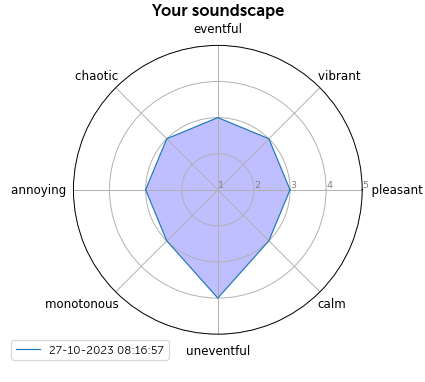 Your soundscape
eventful
chaotic
vibrant
annoying
1
2
3
4
5
pleasant
monotonous
calm
uneventful
27-10-2023 08:16:57